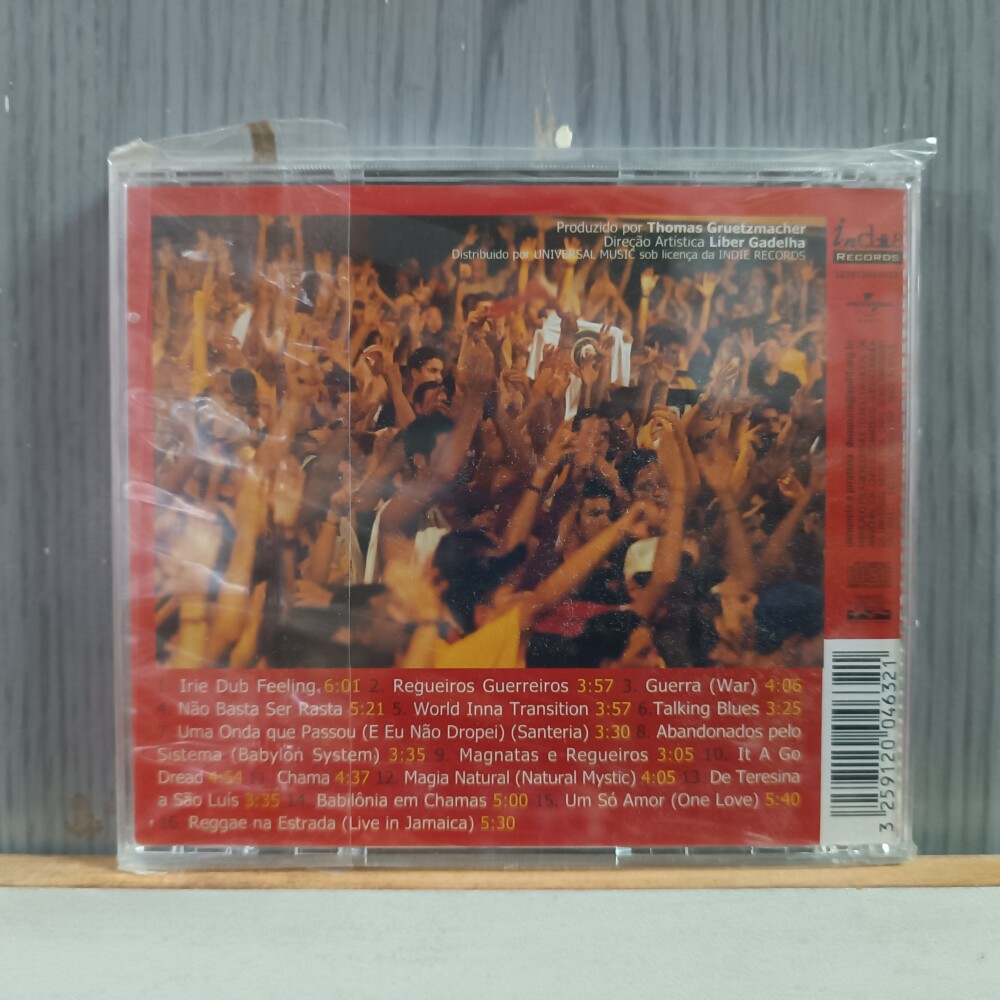 Produzido por Thomas Gruetzmacher
Direção Artística Líber Gadelha
Distribuido por UNIVERSAL MUSIC sob licença da INDIE RECORDS
indie
RECORDS
1. Irie Dub Feeling 6:01 2. Regueiros Guerreiros 3:57 3. Guerra (War) 4:06
4. Não Basta Ser Rasta 5:21 5. World Inna Transition 3:57 6. Talking Blues 3:25
7. Uma Onda que Passou (E Eu Não Dropei) (Santeria) 3:30 8. Abandonados pelo
Sistema (Babylon System) 3:35 9. Magnatas e Regueiros 3:05 10. It A Go
Dread 4:54 11. Chama 4:37 12. Magia Natural (Natural Mystic) 4:05 13. De Teresina
a São Luís 3:35 14. Babilônia em Chamas 5:00 15. Um Só Amor (One Love) 5:40
16. Reggae na Estrada (Live in Jamaica) 5:30
3 259120 046321